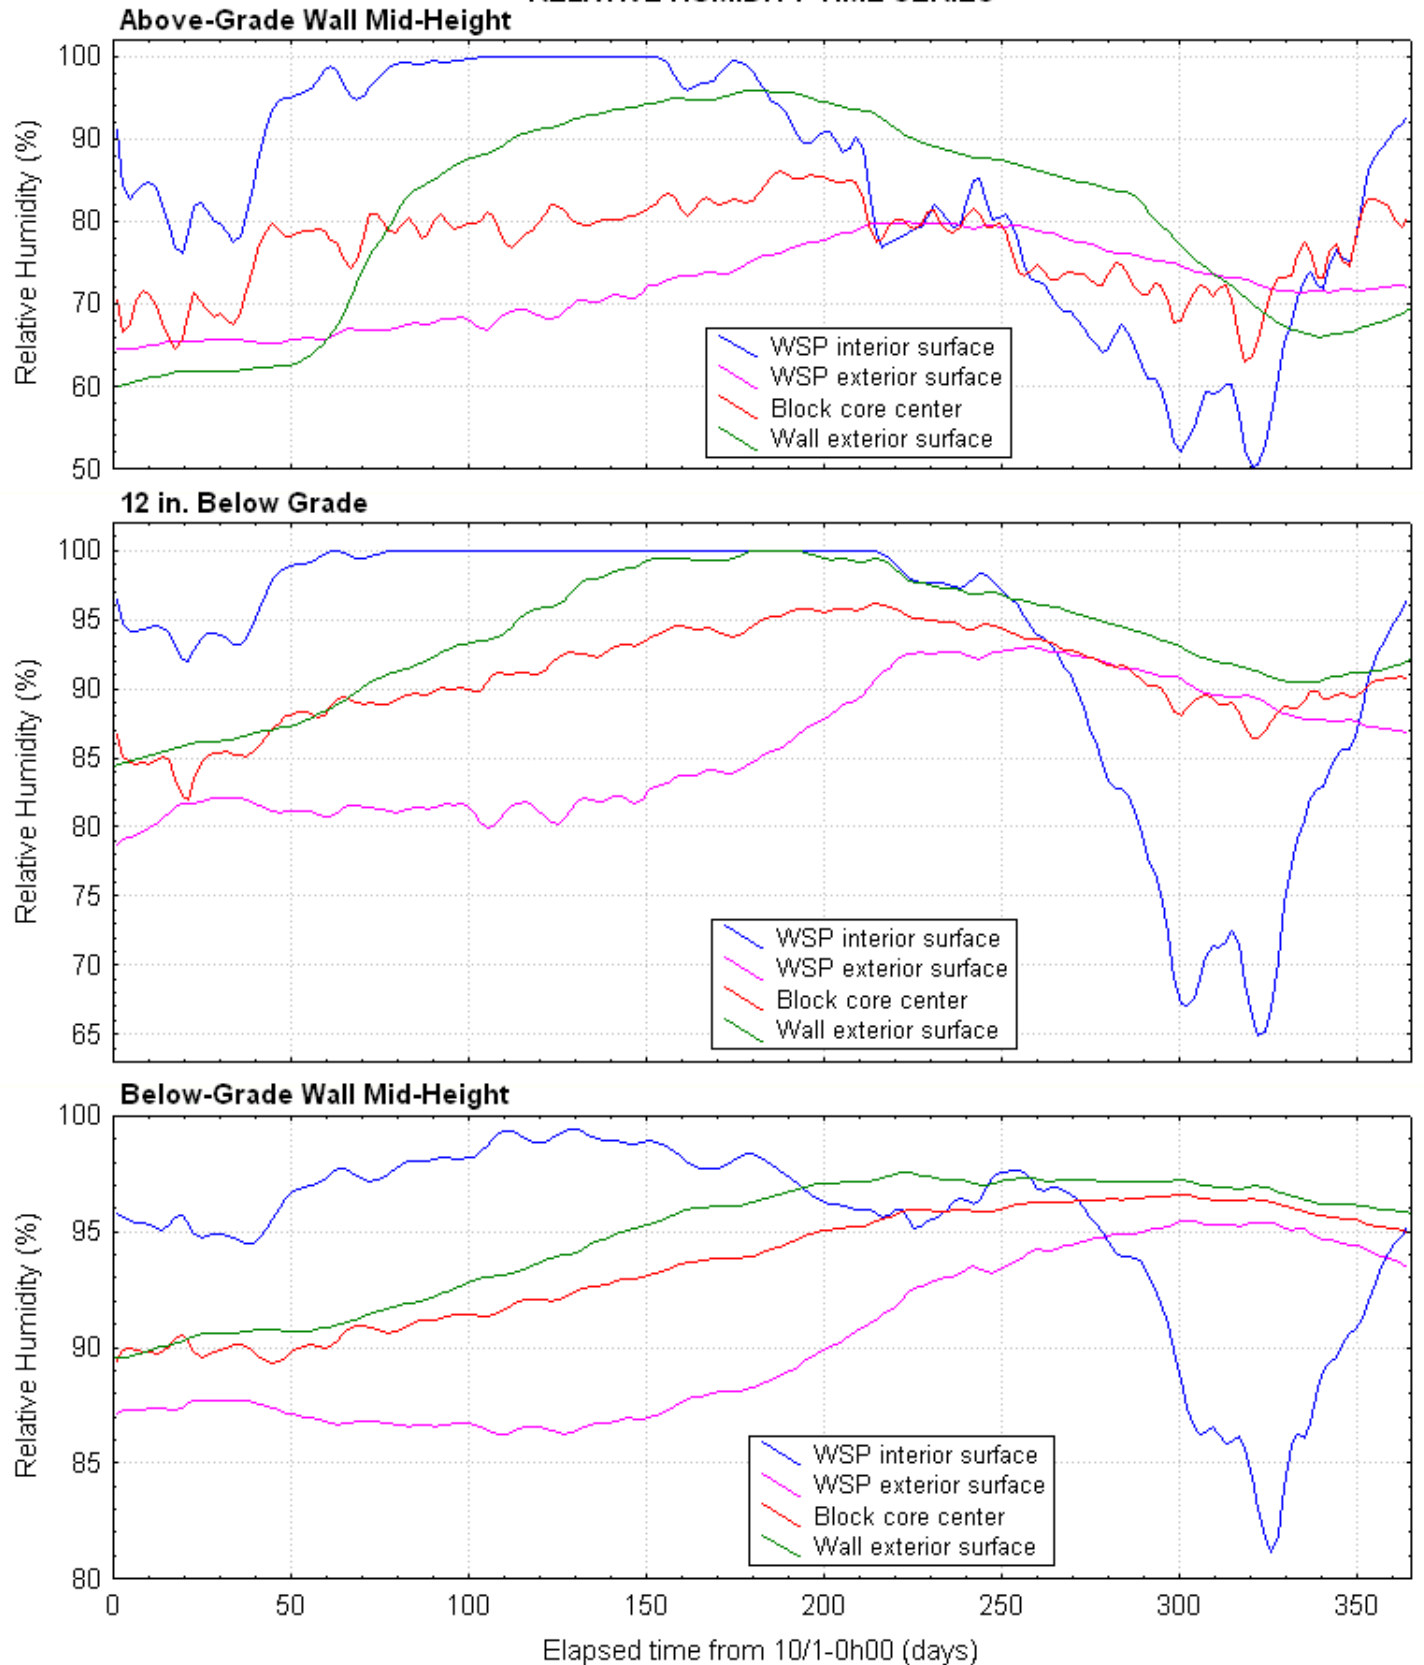 RELATIVE HUMIDITY TIME SERIES
Above-Grade Wall Mid-Height
Relative Humidity (%)
100
90
80
70
60
50
WSP interior surface
WSP exterior surface
Block core center
Wall exterior surface
12 in. Below Grade
Relative Humidity (%)
100
95
90
85
80
75
70
65
WSP interior surface
WSP exterior surface
Block core center
Wall exterior surface
Below-Grade Wall Mid-Height
Relative Humidity (%)
100
95
90
85
80
WSP interior surface
WSP exterior surface
Block core center
Wall exterior surface
0 50 100 150 200 250 300 350
Elapsed time from 10/1-0h00 (days)